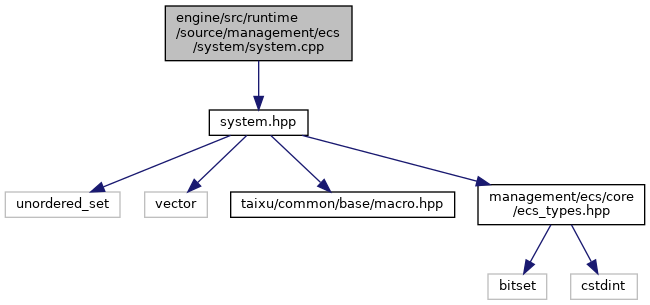 engine/src/runtime
/source/management/ecs
/system/system.cpp
system.hpp
unordered_set
vector
taixu/common/base/macro.hpp
management/ecs/core
/ecs_types.hpp
bitset
cstdint